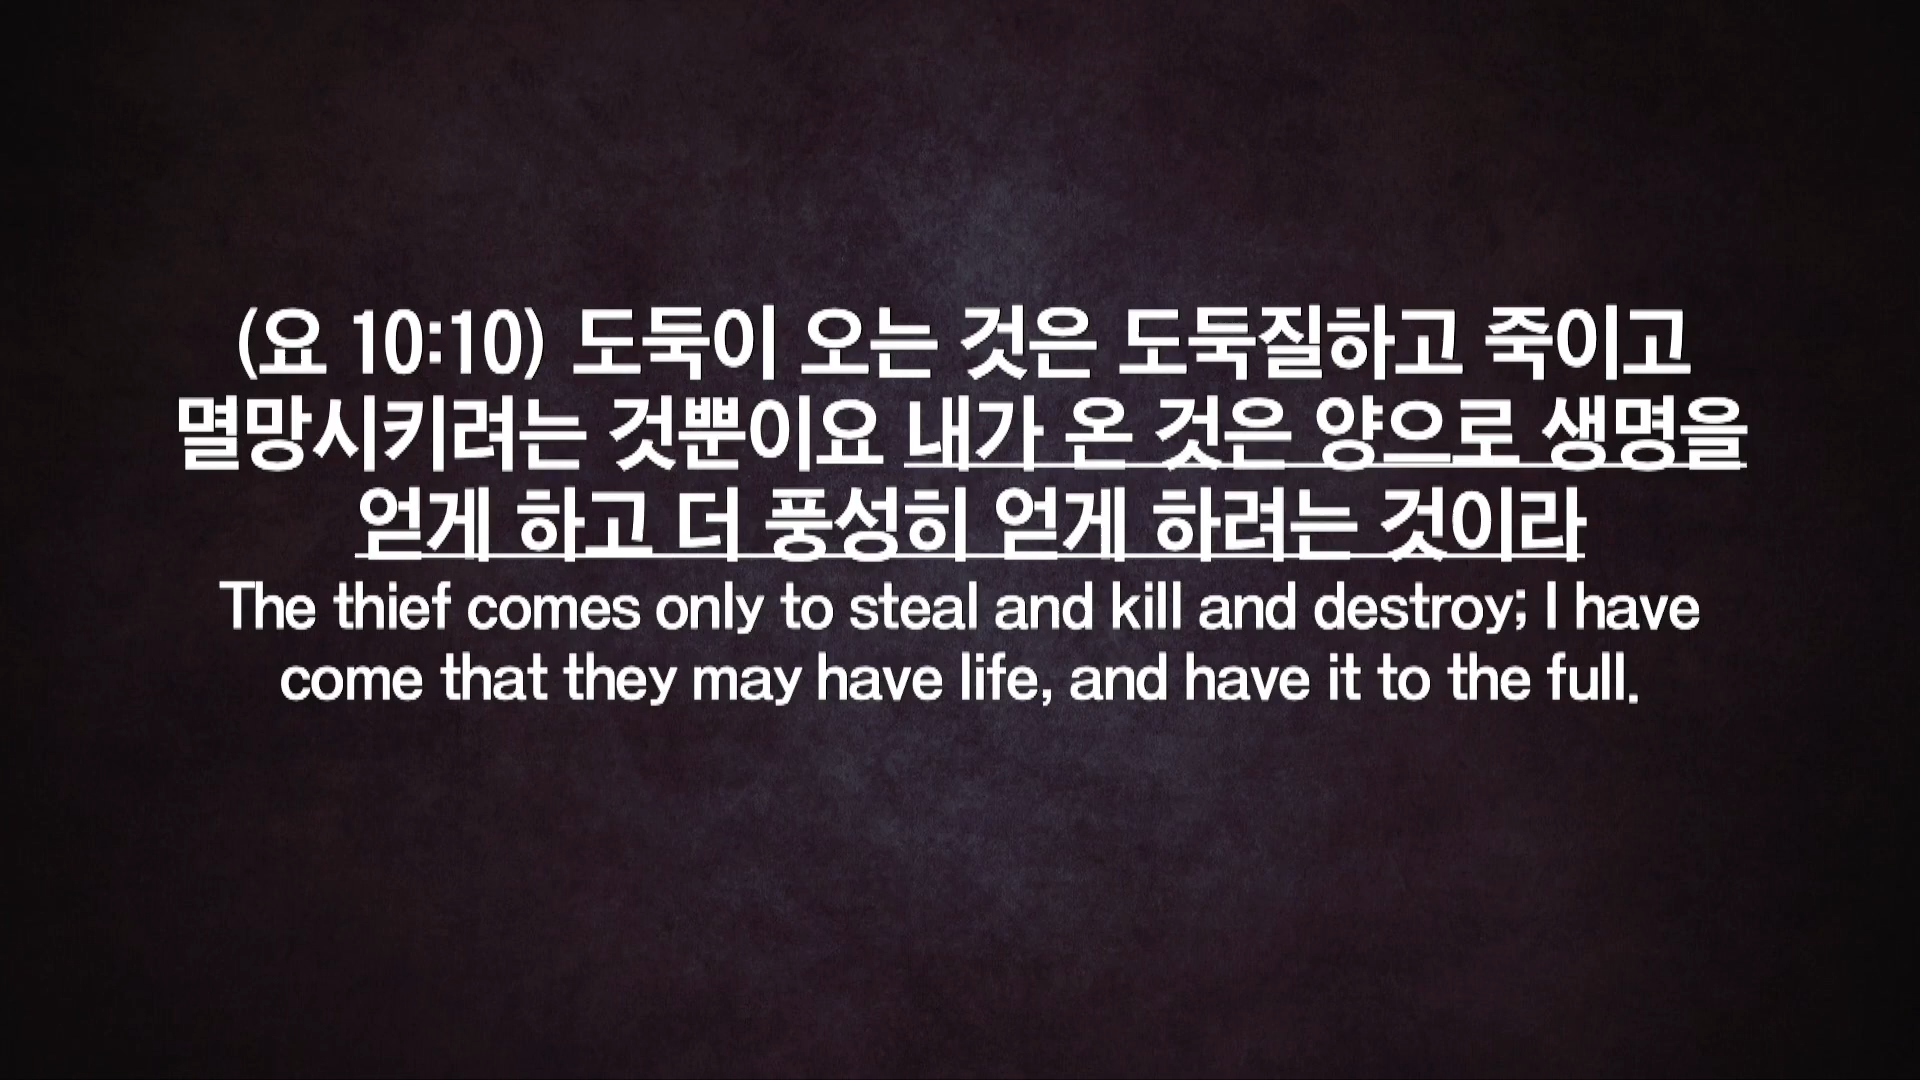 (요 10:10) 도둑이 오는 것은 도둑질하고 죽이고
멸망시키려는 것뿐이요 내가 온 것은 양으로 생명을
얻게 하고 더 풍성히 얻게 하려는 것이라
The thief comes only to steal and kill and destroy; I have
come that they may have life, and have it to the full.